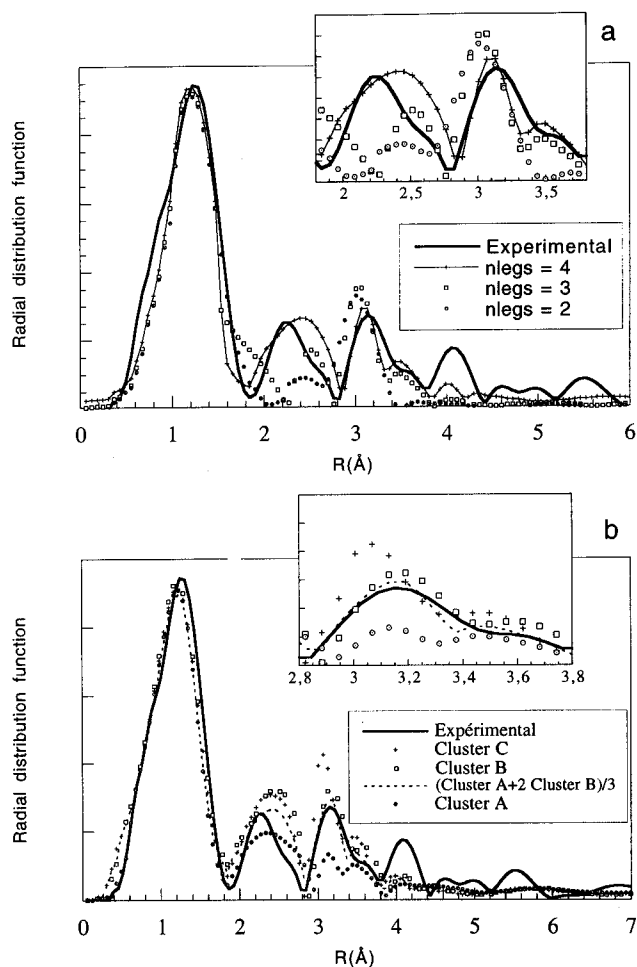 a
2
2,5
3
3,5
Experimental
nlegs = 4
nlegs = 3
nlegs = 2
Radial distribution function
0
1
2
3
4
5
6
R(Å)
b
2,8
3
3,2
3,4
3,6
3,8
Expérimental
Cluster C
Cluster B
(Cluster A+2 Cluster B)/3
Cluster A
Radial distribution function
0
1
2
3
4
5
6
7
R(Å)